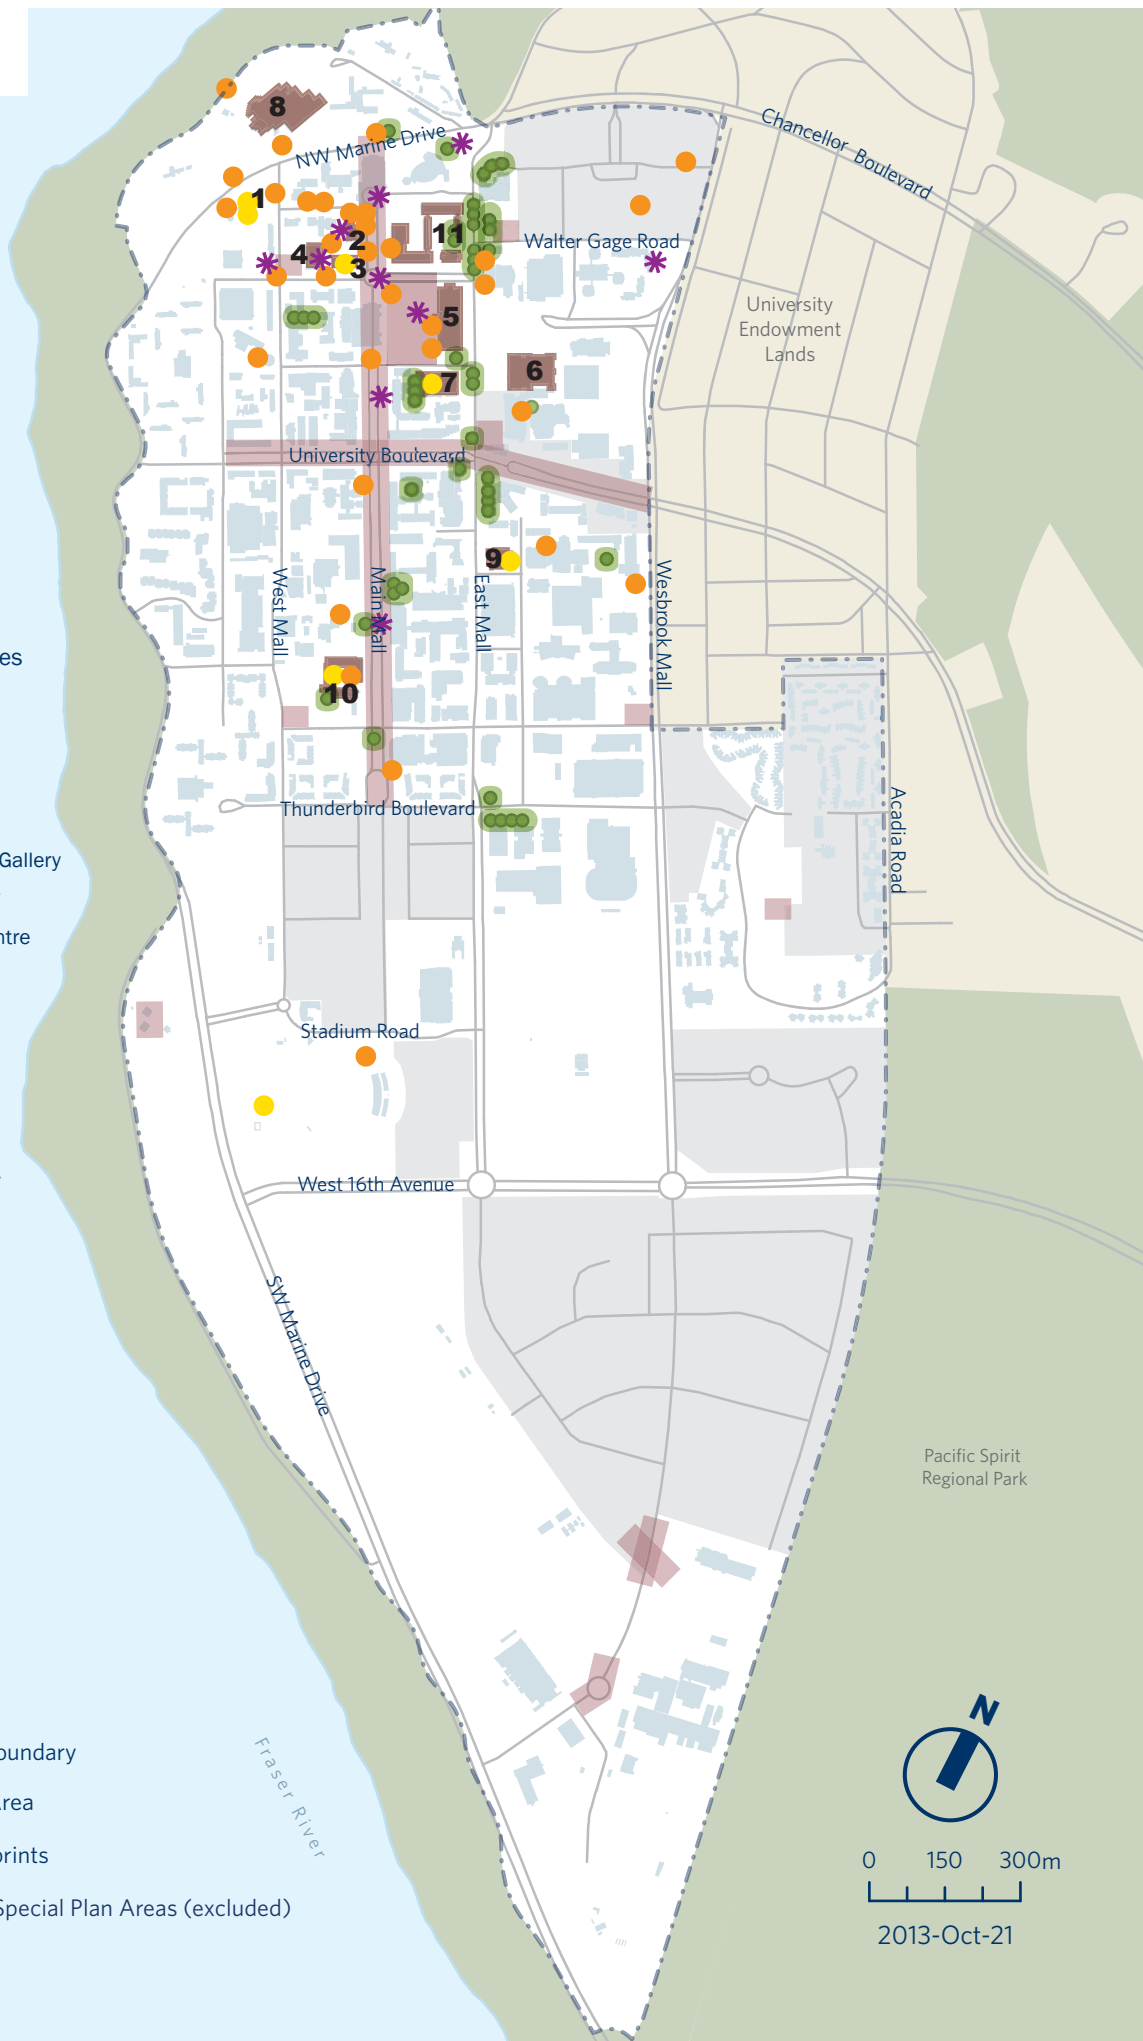 Chancellor Boulevard
8
NW Marine Drive
1
11
2
Walter Gage Road
4
3
University
Endowment
Lands
5
6
7
University Boulevard
9
West Mall
Main Mall
East Mall
Wesbrook Mall
es
10
Acadia Road
Thunderbird Boulevard
Gallery
ntre
Stadium Road
West 16th Avenue
SW Marine Drive
Pacific Spirit
Regional Park
N
Fraser River
oundary
rea
prints
Special Plan Areas (excluded)
0 150 300m
2013-Oct-21